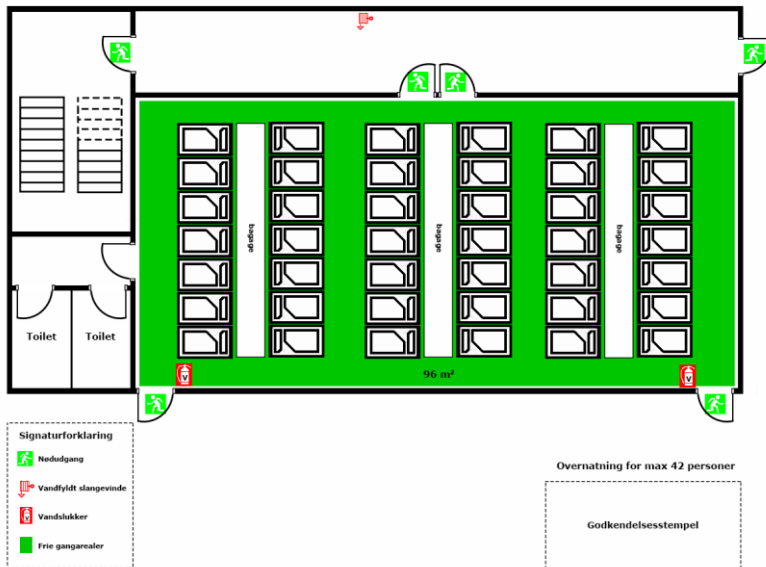 bagage
bagage
bagage
Toilet
Toilet
96 m²
V
V
Signaturforklaring
Nødudgang
Vandfyldt slangevinde
V
Vandslukker
Frie gangarealer
Overnatning for max 42 personer
Godkendelsesstempel